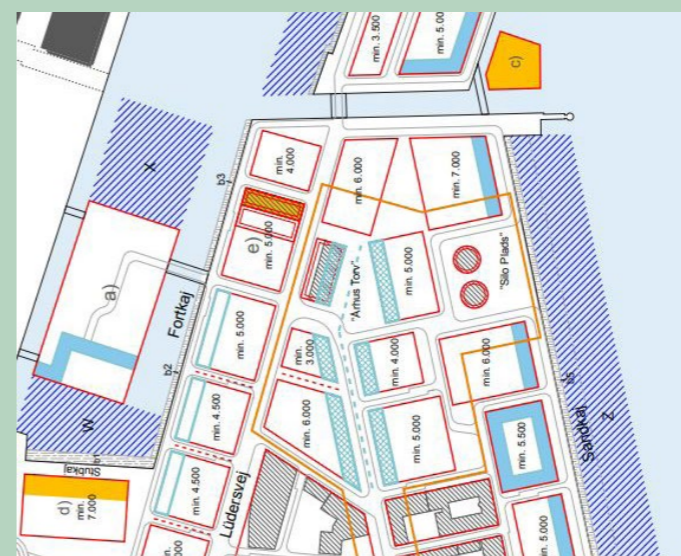 min. 3.500
min. 5.00
c)
X
b3
min.
4.000
min. 6.000
min. 7.000
a)
e)
min. 5.000
"Århus Torv"
min. 5.000
"Silo Plads"
Fortkaj
min. 5.000
min.
3.000
min. 4.000
min. 6.000
b2
b5
W
min. 4.500
min. 6.000
min. 5.000
min. 5.500
Sandkaj
Z
b1
Stubkaj
min. 4.500
Lüdersvej
d)
min.
7.000
000
min.
5.000